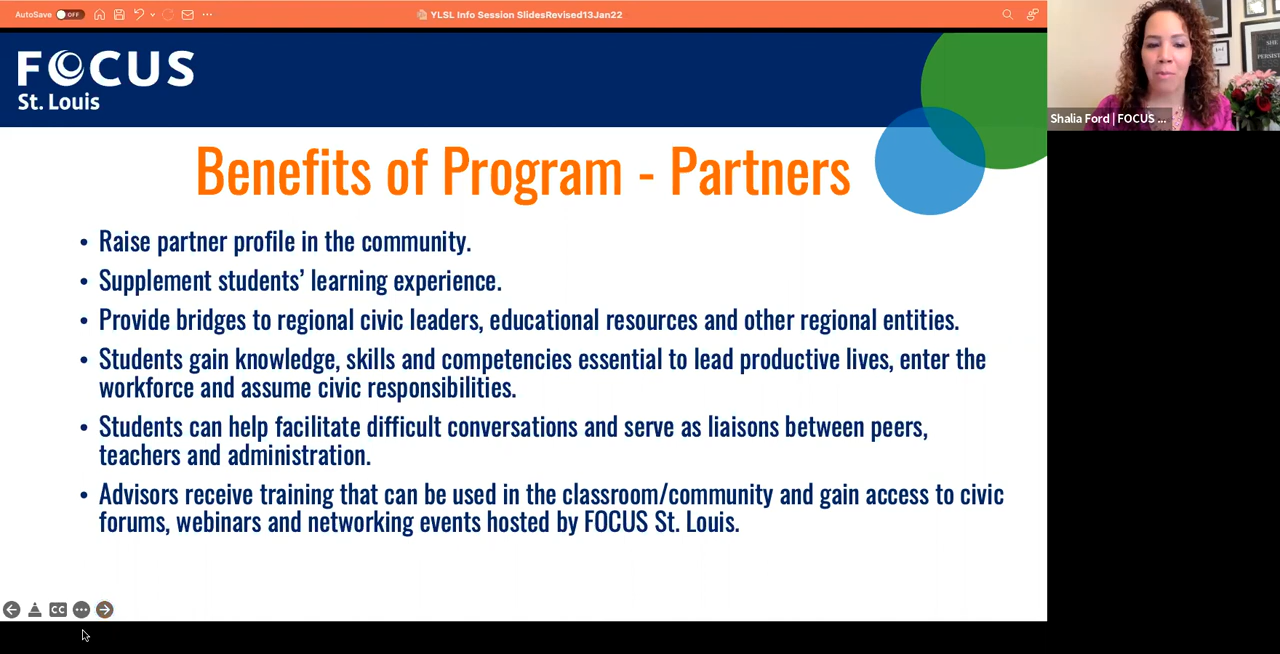 AutoSave OFF
YLSL Info Session SlidesRevised13Jan22
FOCUS
St. Louis
SHE
PERSIST
Shalia Ford | FOCUS ...
Benefits of Program - Partners
• Raise partner profile in the community.
• Supplement students’ learning experience.
• Provide bridges to regional civic leaders, educational resources and other regional entities.
• Students gain knowledge, skills and competencies essential to lead productive lives, enter the
workforce and assume civic responsibilities.
• Students can help facilitate difficult conversations and serve as liaisons between peers,
teachers and administration.
• Advisors receive training that can be used in the classroom/community and gain access to civic
forums, webinars and networking events hosted by FOCUS St. Louis.
CC